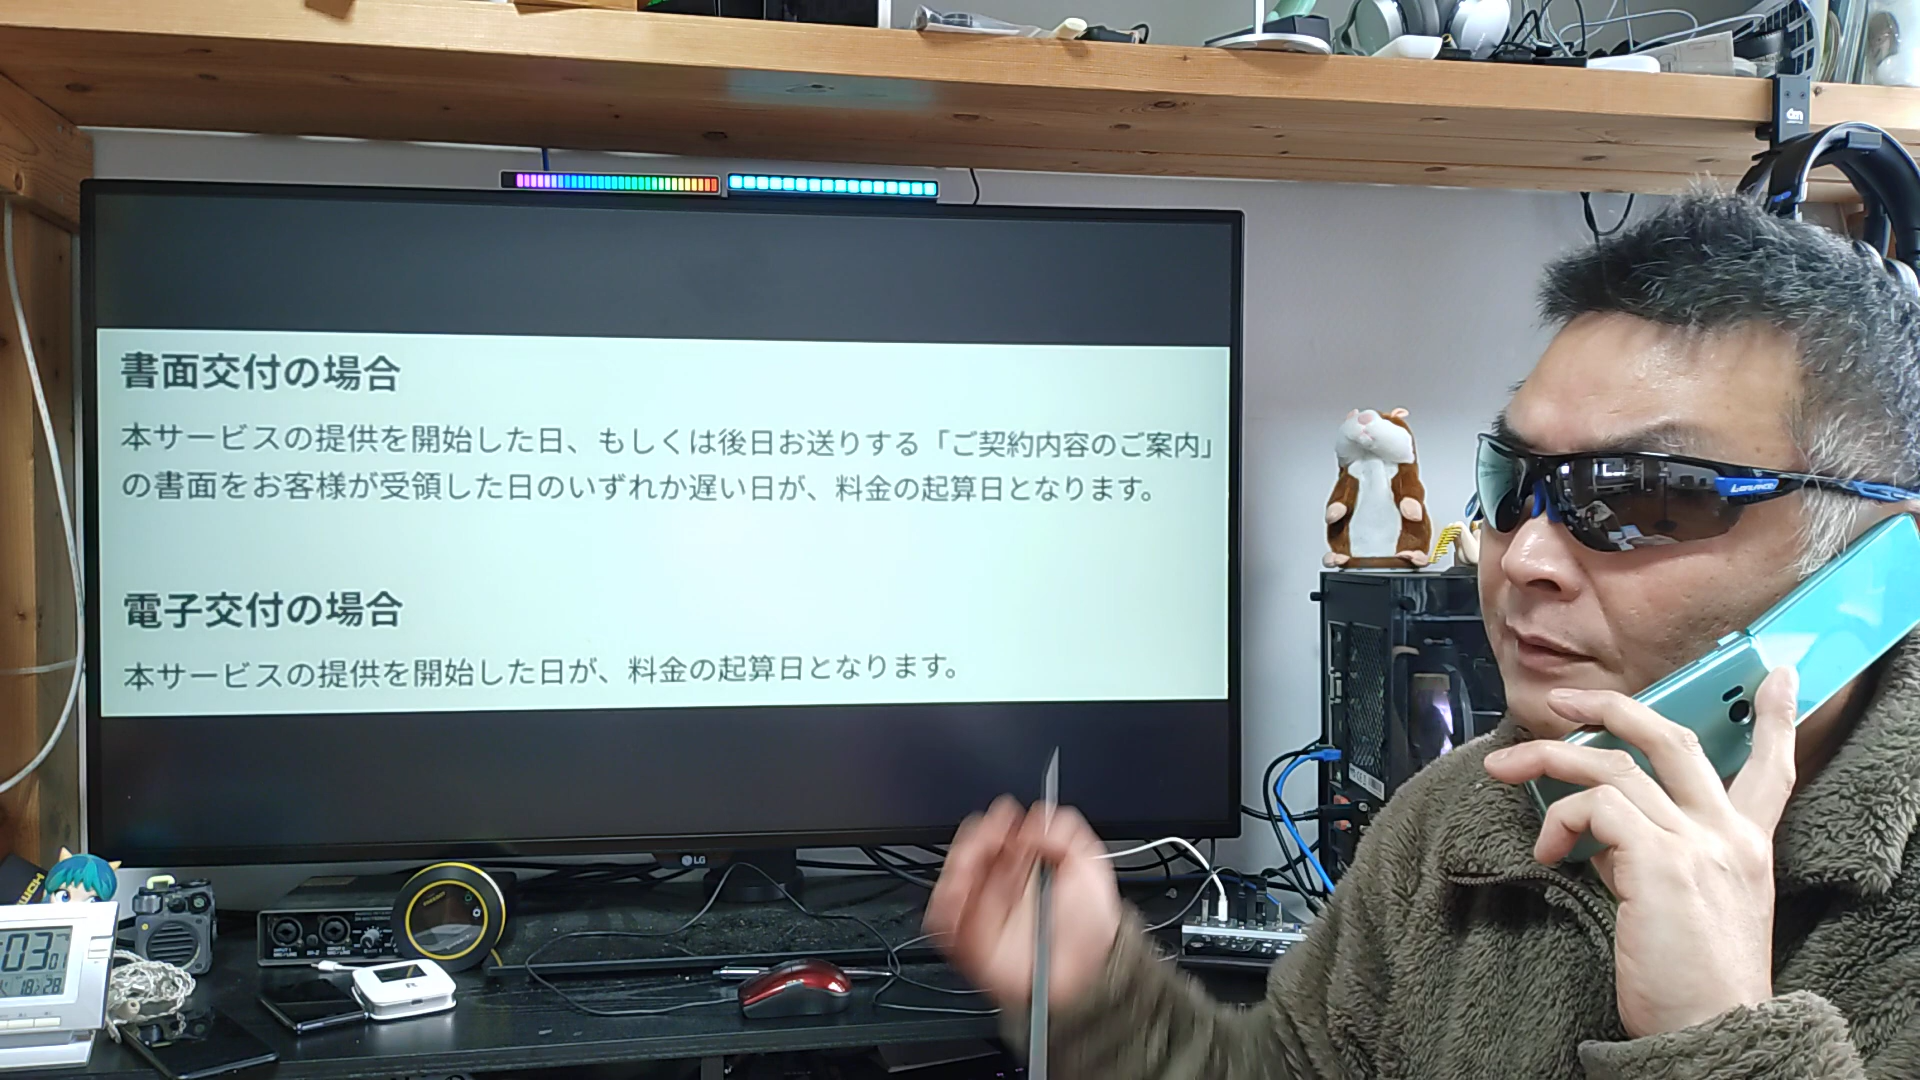 書面交付の場合
本サービスの提供を開始した日、もしくは後日お送りする「ご契約内容のご案内」
の書面をお客様が受領した日のいずれか遅い日が、料金の起算日となります。
電子交付の場合
本サービスの提供を開始した日が、料金の起算日となります。
LG